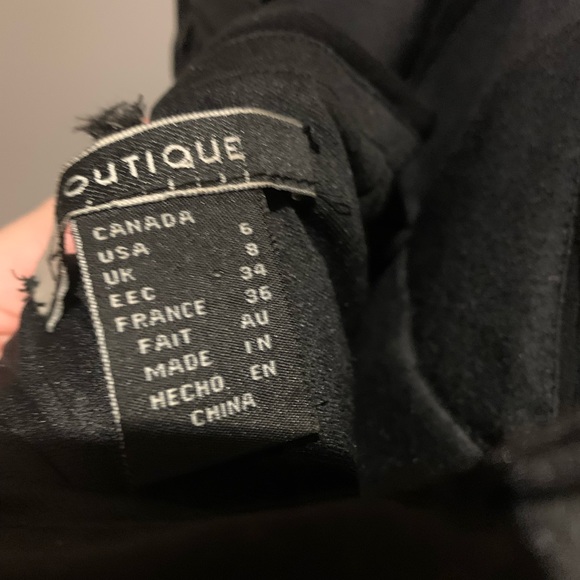 OUTIQUE
CANADA
USA 6
UK 8
EEC 34
FRANCE 36
FAIT AU
MADE IN
HECHO. EN
CHINA